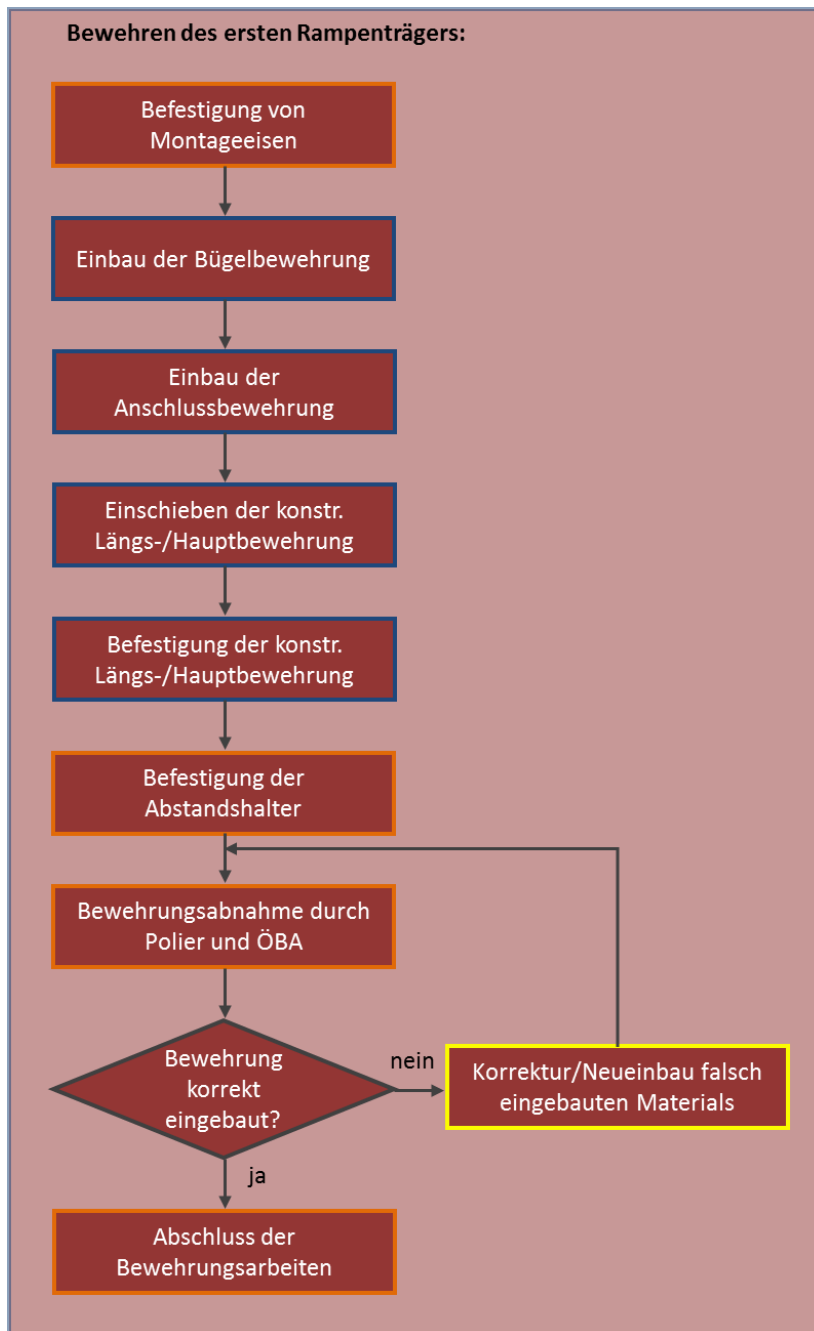 Bewehren des ersten Rampenträgers:
Befestigung von
Montageeisen
Einbau der Bügelbewehrung
Einbau der
Anschlussbewehrung
Einschieben der konstr.
Längs-/Hauptbewehrung
Befestigung der konstr.
Längs-/Hauptbewehrung
Befestigung der
Abstandshalter
Bewehrungsabnahme durch
Polier und ÖBA
Bewehrung
korrekt
eingebaut?
nein
Korrektur/Neueinbau falsch
eingebauten Materials
ja
Abschluss der
Bewehrungsarbeiten